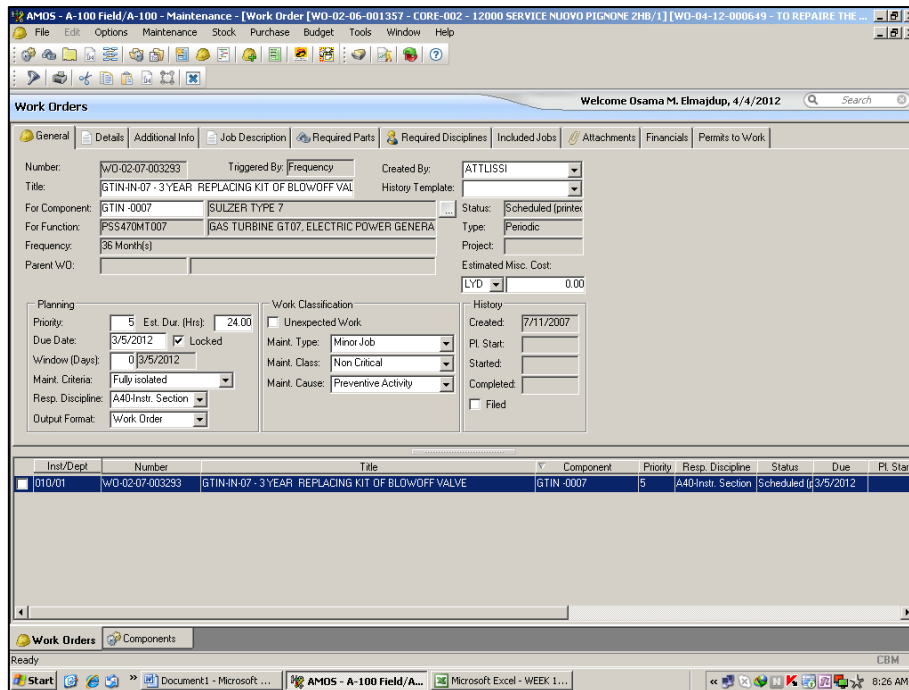 AMOS - A-100 Field/A-100 - Maintenance - [Work Order [WO-02-06-001357 - CORE-002 - 12000 SERVICE NUOVO PIGNONE 2HB/1] [WO-04-12-000649 - TO REPAIRE THE ...
File Edit Options Maintenance Stock Purchase Budget Tools Window Help
Work Orders
Welcome Osama M. Elmajdup, 4/4/2012
Search
General Details Additional Info Job Description Required Parts Required Disciplines Included Jobs Attachments Financials Permits to Work
Number: WO-02-07-003293 Triggered By: Frequency Created By: ATTLISSI
Title: GTIN-IN-07 - 3 YEAR REPLACING KIT OF BLOWOFF VAL History Template:
For Component: GTIN -0007 SULZER TYPE 7 ... Status: Scheduled (printed
For Function: PSS470MT007 GAS TURBINE GT07, ELECTRIC POWER GENERA Type: Periodic
Frequency: 36 Month(s) Project:
Parent WO: Estimated Misc. Cost:
LYD 0.00
Planning Work Classification History
Priority: 5 Est. Dur. (Hrs): 24.00 Unexpected Work Created: 7/11/2007
Due Date: 3/5/2012 Locked Maint. Type: Minor Job Pl. Start:
Window (Days): 0 3/5/2012 Maint. Class: Non Critical Started:
Maint. Criteria: Fully isolated Maint. Cause: Preventive Activity Completed:
Resp. Discipline: A40-Instr. Section Filed
Output Format: Work Order
Inst/Dept Number Title Component Priority Resp. Discipline Status Due Pl. Star
010/01 WO-02-07-003293 GTIN-IN-07 - 3 YEAR REPLACING KIT OF BLOWOFF VALVE GTIN -0007 5 A40-Instr. Section Scheduled (p 3/5/2012
Work Orders Components
Ready CBM
Start Document1 - Microsoft ... AMOS - A-100 Field/A... Microsoft Excel - WEEK 1... 8:26 AM